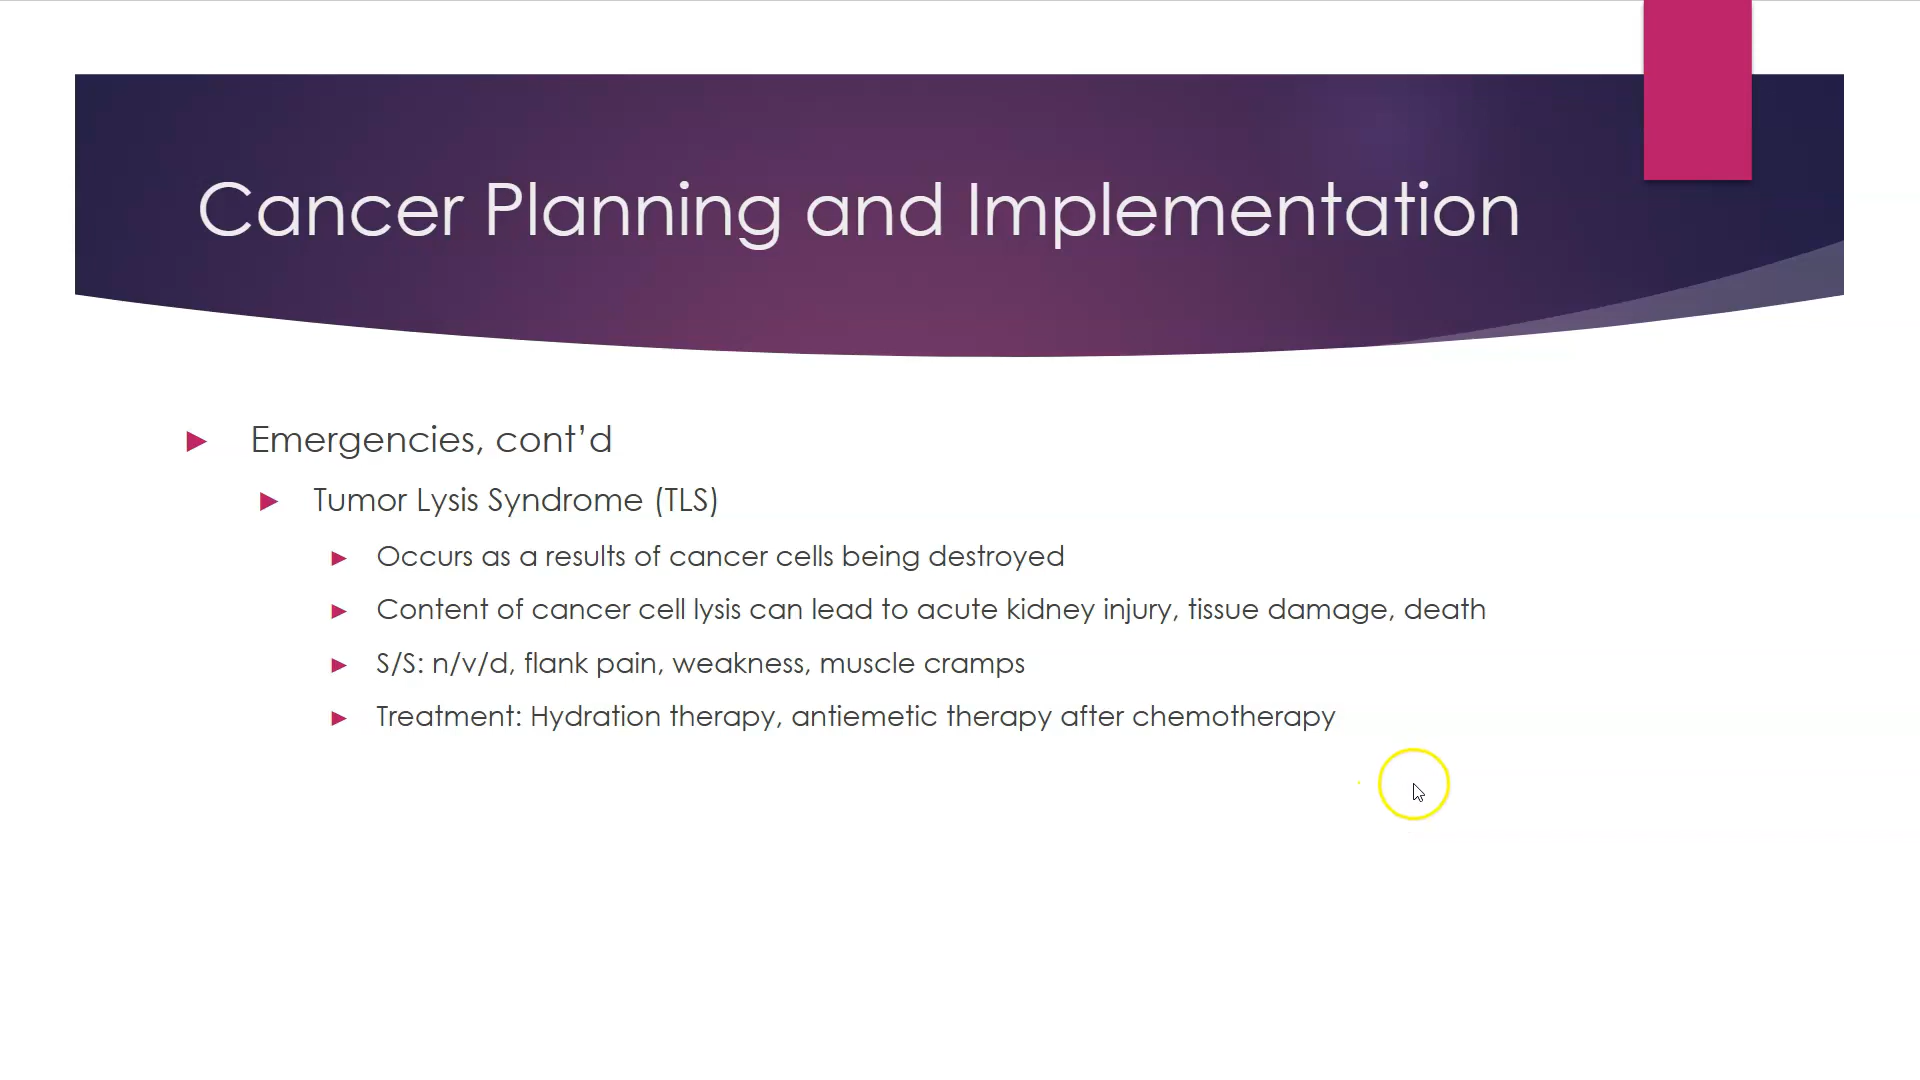 Cancer Planning and Implementation
Emergencies, cont’d
Tumor Lysis Syndrome (TLS)
Occurs as a results of cancer cells being destroyed
Content of cancer cell lysis can lead to acute kidney injury, tissue damage, death
S/S: n/v/d, flank pain, weakness, muscle cramps
Treatment: Hydration therapy, antiemetic therapy after chemotherapy